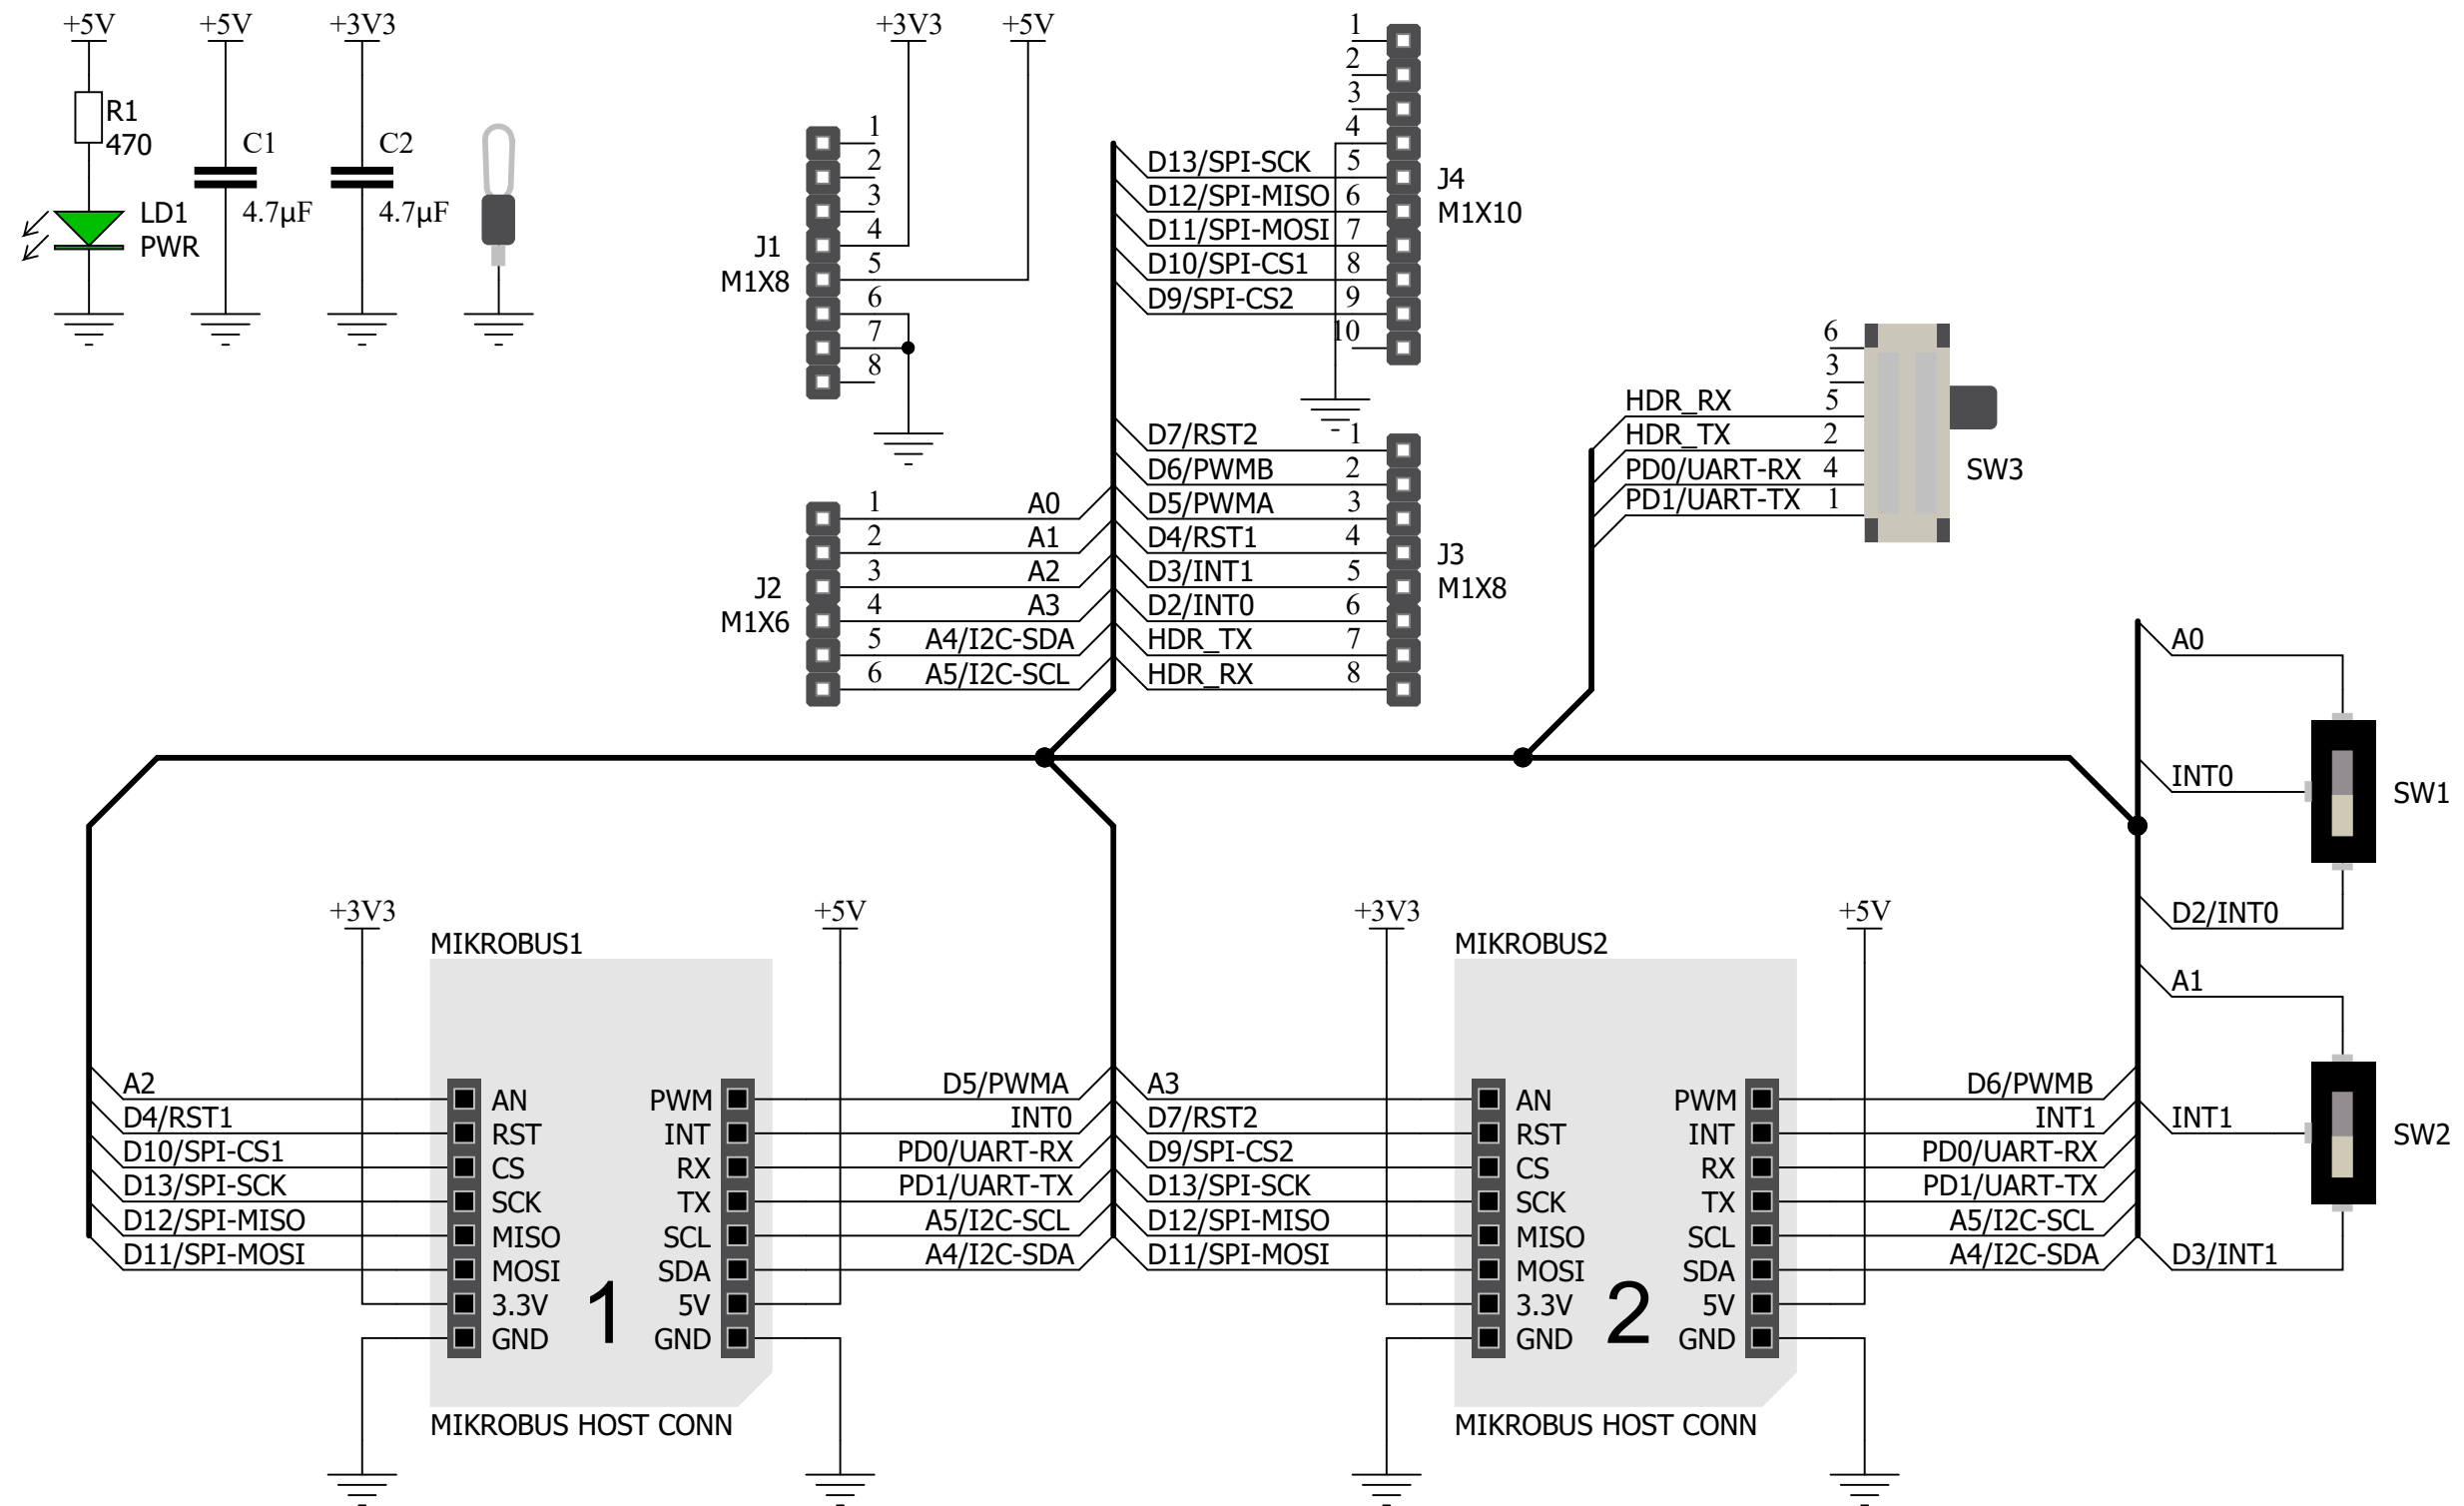 +5V
+5V
+3V3
R1
470
C1
4.7µF
C2
4.7µF
LD1
PWR
+3V3
+5V
J1
M1X8
1
2
3
4
5
6
7
8
1
2
3
4
D13/SPI-SCK 5
D12/SPI-MISO 6
D11/SPI-MOSI 7
D10/SPI-CS1 8
D9/SPI-CS2 9
10
J4
M1X10
J2
M1X6
1 A0
2 A1
3 A2
4 A3
5 A4/I2C-SDA
6 A5/I2C-SCL
D7/RST2 1
D6/PWMB 2
D5/PWMA 3
D4/RST1 4
D3/INT1 5
D2/INT0 6
HDR_TX 7
HDR_RX 8
J3
M1X8
6
3
HDR_RX 5
HDR_TX 2
PD0/UART-RX 4
PD1/UART-TX 1
SW3
A0
INT0
SW1
D2/INT0
A1
INT1
SW2
D3/INT1
+3V3
+5V
MIKROBUS1
A2 AN PWM D5/PWMA
D4/RST1 RST INT INT0
D10/SPI-CS1 CS RX PD0/UART-RX
D13/SPI-SCK SCK TX PD1/UART-TX
D12/SPI-MISO MISO SCL A5/I2C-SCL
D11/SPI-MOSI MOSI SDA A4/I2C-SDA
3.3V 5V
1
GND GND
MIKROBUS HOST CONN
+3V3
+5V
MIKROBUS2
A3 AN PWM D6/PWMB
D7/RST2 RST INT INT1
D9/SPI-CS2 CS RX PD0/UART-RX
D13/SPI-SCK SCK TX PD1/UART-TX
D12/SPI-MISO MISO SCL A5/I2C-SCL
D11/SPI-MOSI MOSI SDA A4/I2C-SDA
3.3V 5V
2
GND GND
MIKROBUS HOST CONN